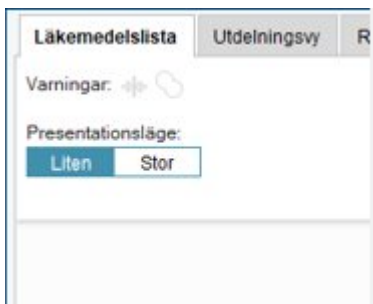 Läkemedelslista Utdelningsvy R
Varningar:
Presentationsläge:
Liten Stor